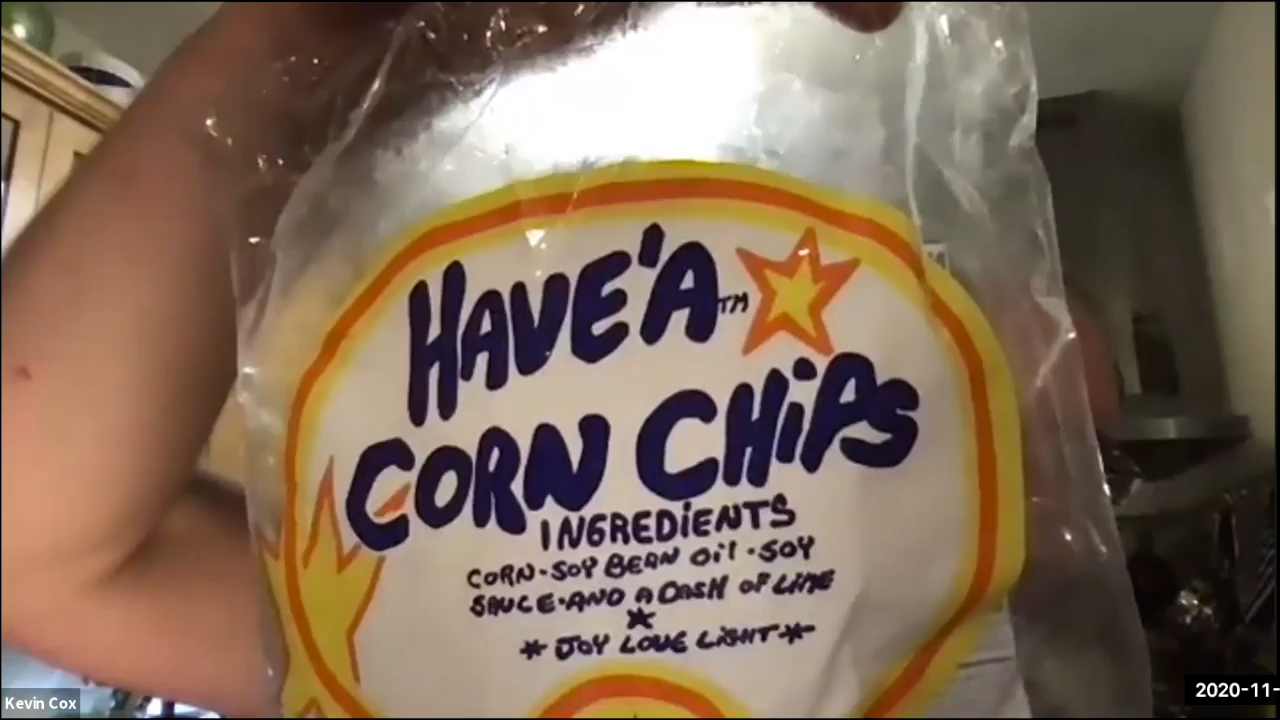 HAVE'A™
CORN CHiPS
INGREDiENTS
CORN-SOY BEAN Oil-SOY
SAUCE-AND A DASH OF LIME
JOY LOVE LiGHT
Kevin Cox
2020-11-